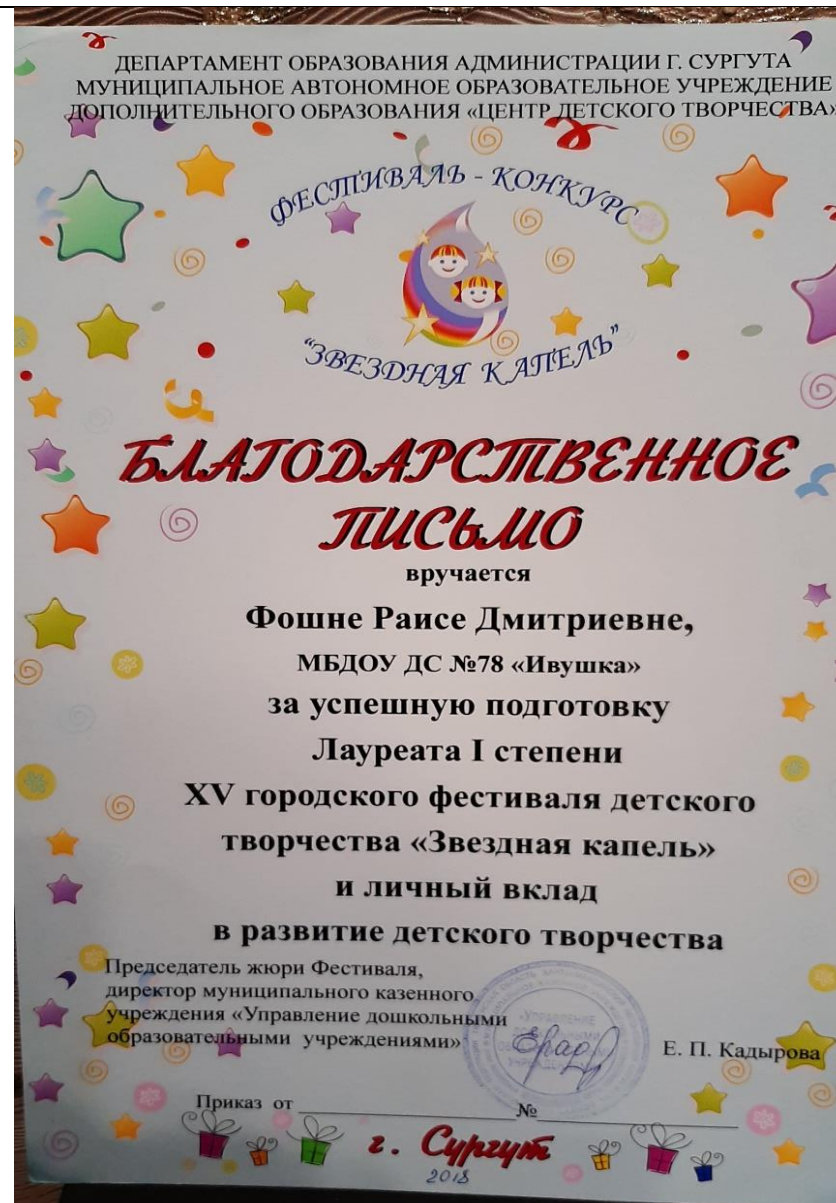 ДЕПАРТАМЕНТ ОБРАЗОВАНИЯ АДМИНИСТРАЦИИ Г. СУРГУТА
МУНИЦИПАЛЬНОЕ АВТОНОМНОЕ ОБРАЗОВАТЕЛЬНОЕ УЧРЕЖДЕНИЕ
ДОПОЛНИТЕЛЬНОГО ОБРАЗОВАНИЯ «ЦЕНТР ДЕТСКОГО ТВОРЧЕСТВА»
ФЕСТИВАЛЬ - КОНКУРС
"ЗВЕЗДНАЯ КАПЕЛЬ"
БЛАГОДАРСТВЕННОЕ
ПИСЬМО
вручается
Фошне Раисе Дмитриевне,
МБДОУ ДС №78 «Ивушка»
за успешную подготовку
Лауреата I степени
XV городского фестиваля детского
творчества «Звездная капель»
и личный вклад
в развитие детского творчества
Председатель жюри Фестиваля,
директор муниципального казенного
учреждения «Управление дошкольными
образовательными учреждениями»
Е. П. Кадырова
Приказ от №
г. Сургут
2018